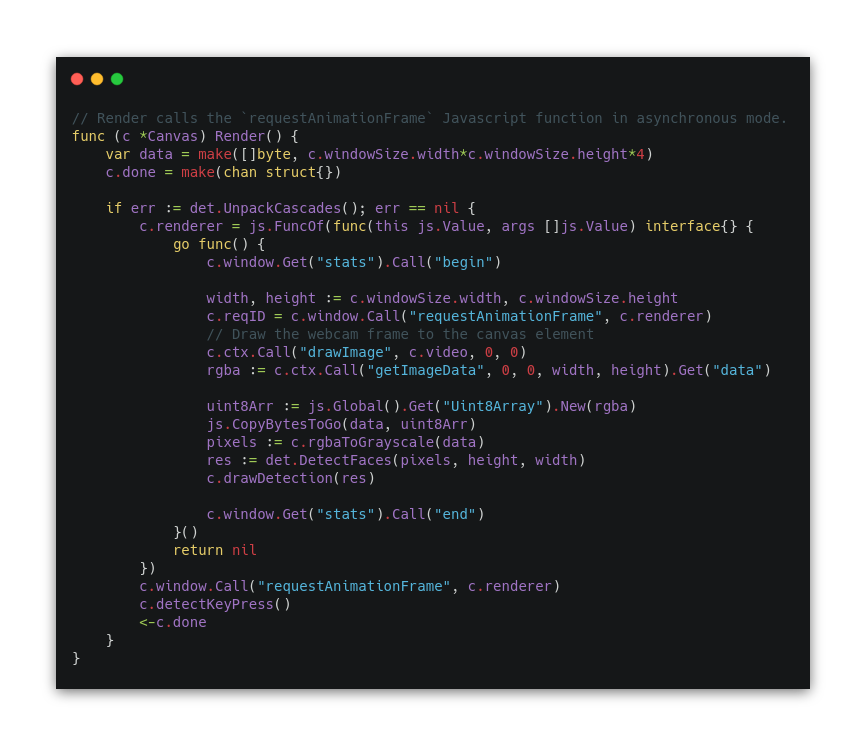 // Render calls the `requestAnimationFrame` Javascript function in asynchronous mode.
func (c *Canvas) Render() {
    var data = make([]byte, c.windowSize.width*c.windowSize.height*4)
    c.done = make(chan struct{})

    if err := det.UnpackCascades(); err == nil {
        c.renderer = js.FuncOf(func(this js.Value, args []js.Value) interface{} {
            go func() {
                c.window.Get("stats").Call("begin")

                width, height := c.windowSize.width, c.windowSize.height
                c.reqID = c.window.Call("requestAnimationFrame", c.renderer)
                // Draw the webcam frame to the canvas element
                c.ctx.Call("drawImage", c.video, 0, 0)
                rgba := c.ctx.Call("getImageData", 0, 0, width, height).Get("data")

                uint8Arr := js.Global().Get("Uint8Array").New(rgba)
                js.CopyBytesToGo(data, uint8Arr)
                pixels := c.rgbaToGrayscale(data)
                res := det.DetectFaces(pixels, height, width)
                c.drawDetection(res)

                c.window.Get("stats").Call("end")
            }()
            return nil
        })
        c.window.Call("requestAnimationFrame", c.renderer)
        c.detectKeyPress()
        <-c.done
    }
}